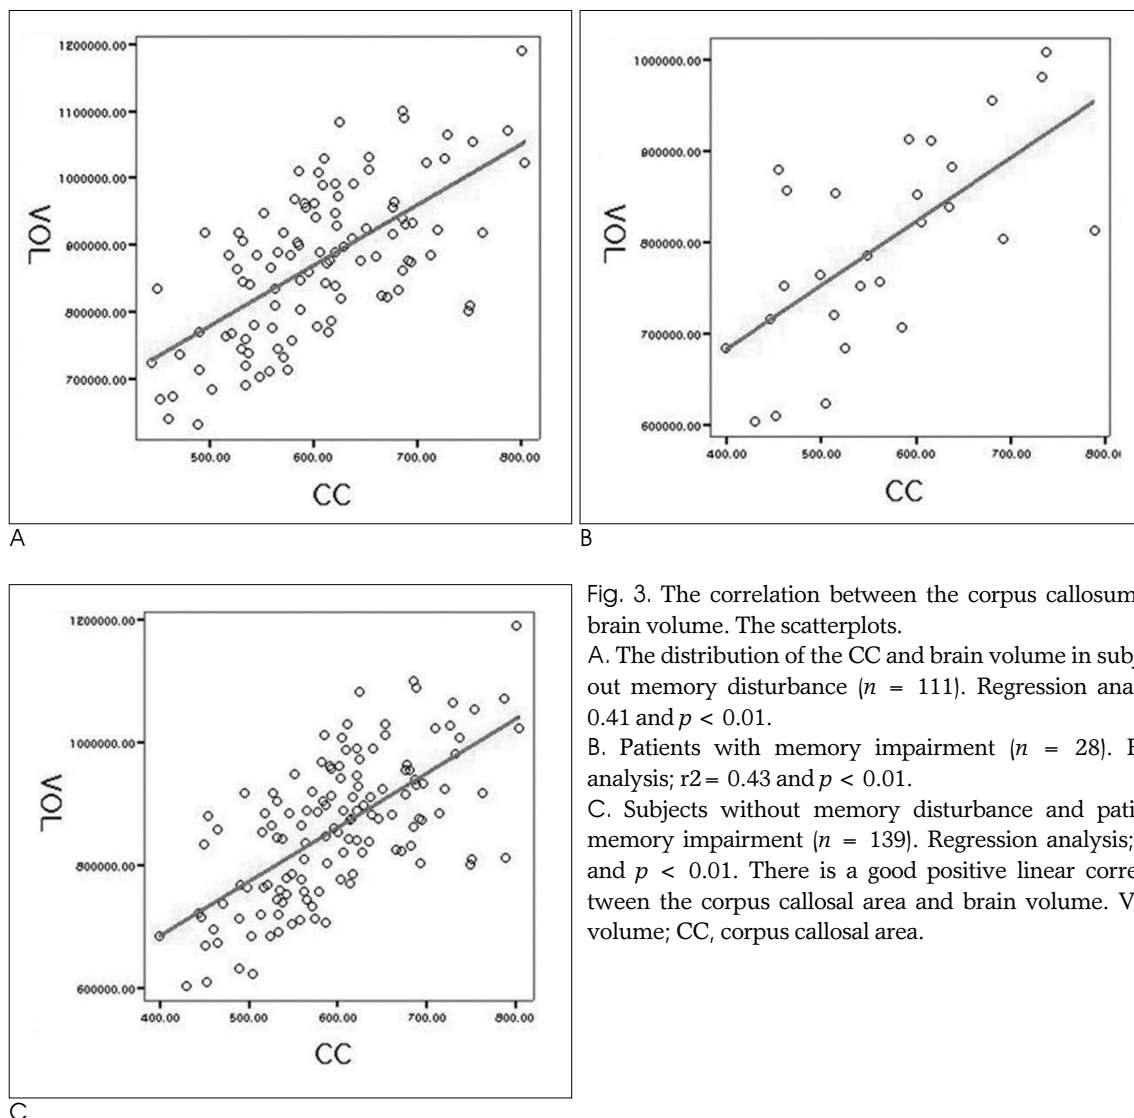 1200000.00
1100000.00
1000000.00
900000.00
800000.00
700000.00
VOL
500.00 600.00 700.00 800.00
CC
A
1000000.00
900000.00
800000.00
700000.00
600000.00
VOL
400.00 500.00 600.00 700.00 800.0
CC
B
1200000.00
1000000.00
800000.00
600000.00
VOL
400.00 500.00 600.00 700.00 800.00
CC
C
Fig. 3. The correlation between the corpus callosum
brain volume. The scatterplots.
A. The distribution of the CC and brain volume in subj
out memory disturbance (n = 111). Regression ana
0.41 and p < 0.01.
B. Patients with memory impairment (n = 28).
analysis; r2 = 0.43 and p < 0.01.
C. Subjects without memory disturbance and pati
memory impairment (n = 139). Regression analysis;
and p < 0.01. There is a good positive linear corre
tween the corpus callosal area and brain volume. V
volume; CC, corpus callosal area.